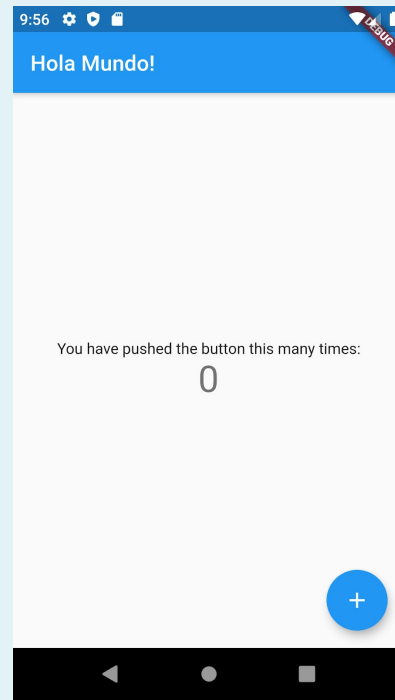 9:56
DEBUG
Hola Mundo!
You have pushed the button this many times:
0